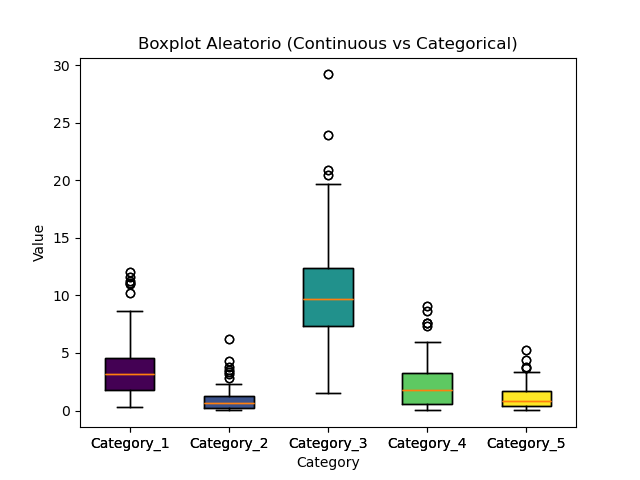 Boxplot Aleatorio (Continuous vs Categorical)
30
25
20
15
10
5
0
Value
Category_1 Category_2 Category_3 Category_4 Category_5
Category